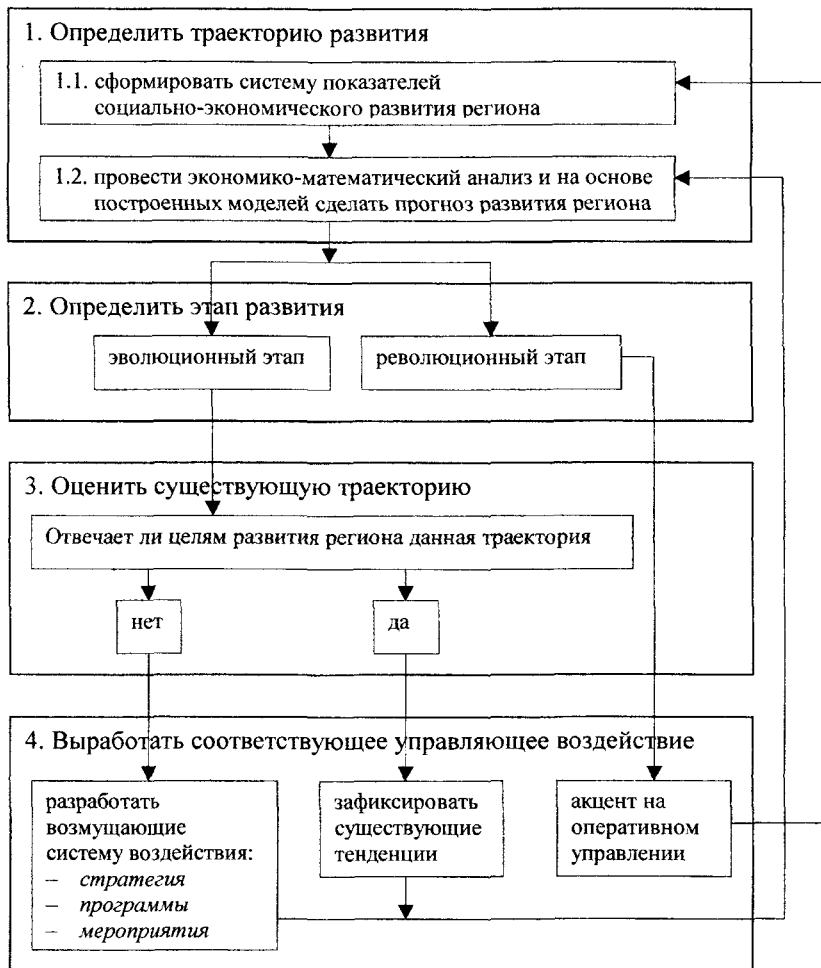 1. Определить траекторию развития
1.1. сформировать систему показателей
социально-экономического развития региона
1.2. провести экономико-математический анализ и на основе
построенных моделей сделать прогноз развития региона
2. Определить этап развития
эволюционный этап
революционный этап
3. Оценить существующую траекторию
Отвечает ли целям развития региона данная траектория
нет
да
4. Выработать соответствующее управляющее воздействие
разработать
возмущающие
систему воздействия:
– стратегия
– программы
– мероприятия
зафиксировать
существующие
тенденции
акцент на
оперативном
управлении